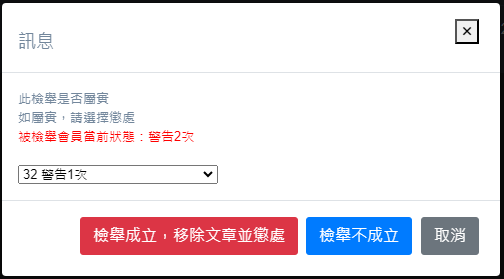 訊息
×
此檢舉是否屬實
如屬實，請選擇懲處
被檢舉會員當前狀態：警告2次
32 警告1次
檢舉成立，移除文章並懲處
檢舉不成立
取消